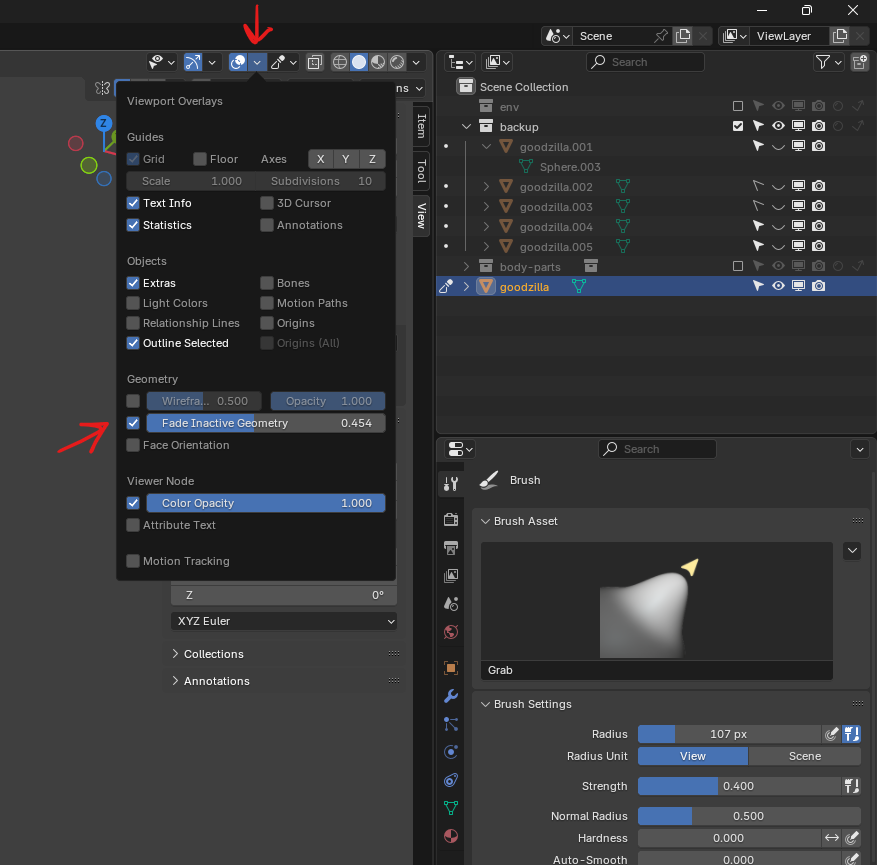 Scene
ViewLayer
ns
Search
Viewport Overlays
Scene Collection
env
Guides
backup
Item
Grid
Floor
Axes
X
Y
Z
goodzilla.001
Z
Sphere.003
Scale 1.000
Subdivisions 10
Tool
goodzilla.002
Text Info
3D Cursor
goodzilla.003
View
Statistics
Annotations
goodzilla.004
goodzilla.005
Objects
body-parts
Extras
Bones
goodzilla
Light Colors
Motion Paths
Relationship Lines
Origins
Outline Selected
Origins (All)
Geometry
Wirefra... 0.500
Opacity 1.000
Fade Inactive Geometry 0.454
Face Orientation
Search
Viewer Node
Brush
Color Opacity 1.000
Brush Asset
Attribute Text
Motion Tracking
Z 0°
XYZ Euler
Collections
Grab
Annotations
Brush Settings
Radius 107 px
Radius Unit View Scene
Strength 0.400
Normal Radius 0.500
Hardness 0.000
Auto-Smooth 0.000